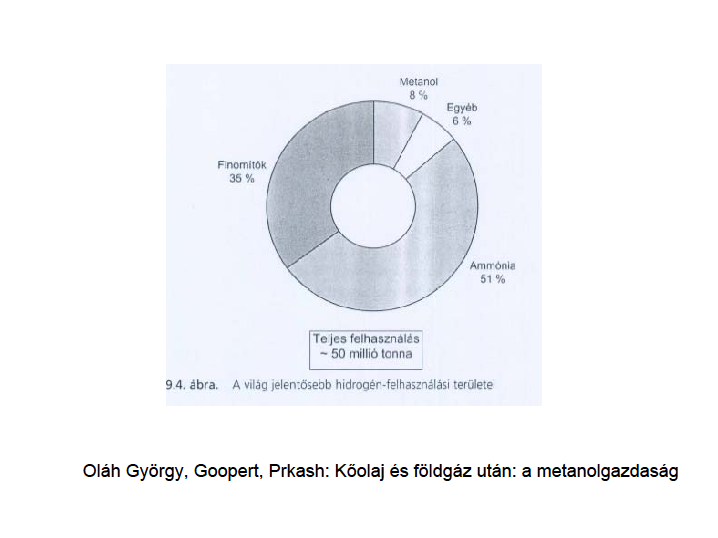 Metanol
8 %
Egyéb
6 %
Finomítók
35 %
Ammónia
51 %
Teljes felhasználás
~ 50 millió tonna
9.4. ábra. A világ jelentősebb hidrogén-felhasználási területe
Oláh György, Goopert, Prkash: Kőolaj és földgáz után: a metanolgazdaság